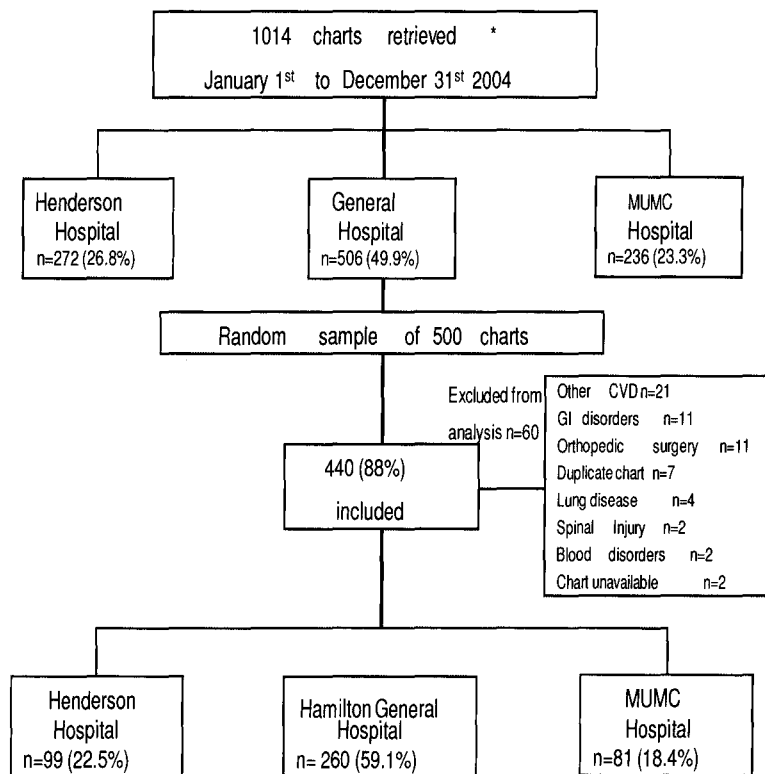 1014 charts retrieved *
January 1st to December 31st 2004
Henderson
Hospital
n=272 (26.8%)
General
Hospital
n=506 (49.9%)
MUMC
Hospital
n=236 (23.3%)
Random sample of 500 charts
Excluded from
analysis n=60
Other CVD n=21
GI disorders n=11
Orthopedic surgery n=11
Duplicate chart n=7
Lung disease n=4
Spinal Injury n=2
Blood disorders n=2
Chart unavailable n=2
440 (88%)
included
Henderson
Hospital
n=99 (22.5%)
Hamilton General
Hospital
n= 260 (59.1%)
MUMC
Hospital
n=81 (18.4%)